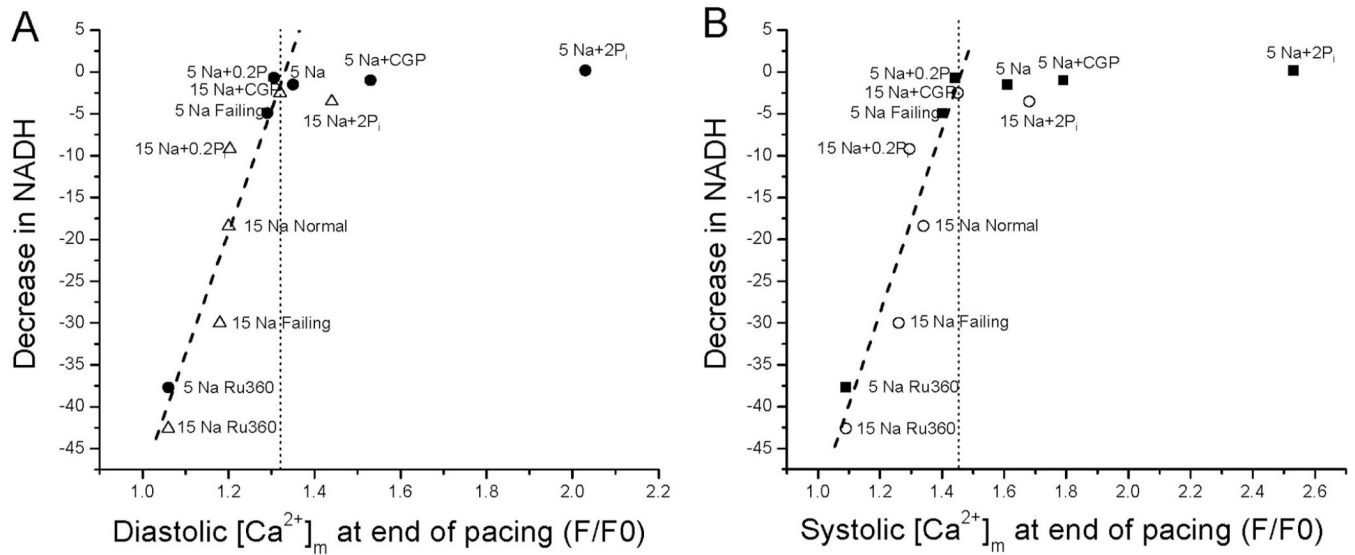 A
5
0
-5
-10
-15
-20
-25
-30
-35
-40
-45
Decrease in NADH
5 Na+2Pi
5 Na+CGP
5 Na+0.2Pi
5 Na
15 Na+CGP
5 Na Failing
15 Na+2Pi
15 Na+0.2Pi
15 Na Normal
15 Na Failing
5 Na Ru360
15 Na Ru360
1.0 1.2 1.4 1.6 1.8 2.0 2.2
Diastolic [Ca2+]m at end of pacing (F/F0)
B
5
0
-5
-10
-15
-20
-25
-30
-35
-40
-45
Decrease in NADH
5 Na+2Pi
5 Na+CGP
5 Na
5 Na+0.2Pi
15 Na+CGP
5 Na Failing
15 Na+2Pi
15 Na+0.2Pi
15 Na Normal
15 Na Failing
5 Na Ru360
15 Na Ru360
1.0 1.2 1.4 1.6 1.8 2.0 2.2 2.4 2.6
Systolic [Ca2+]m at end of pacing (F/F0)